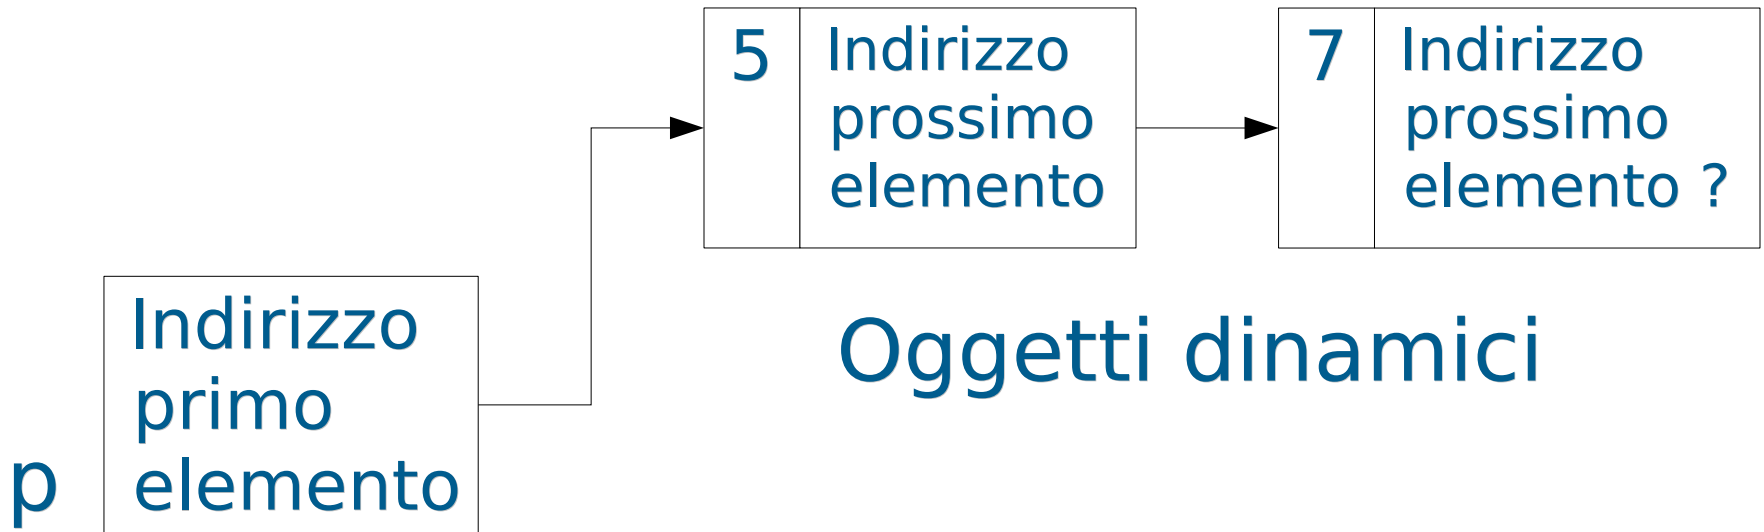 5
Indirizzo
prossimo
elemento
7
Indirizzo
prossimo
elemento ?
Oggetti dinamici
p
Indirizzo
primo
elemento